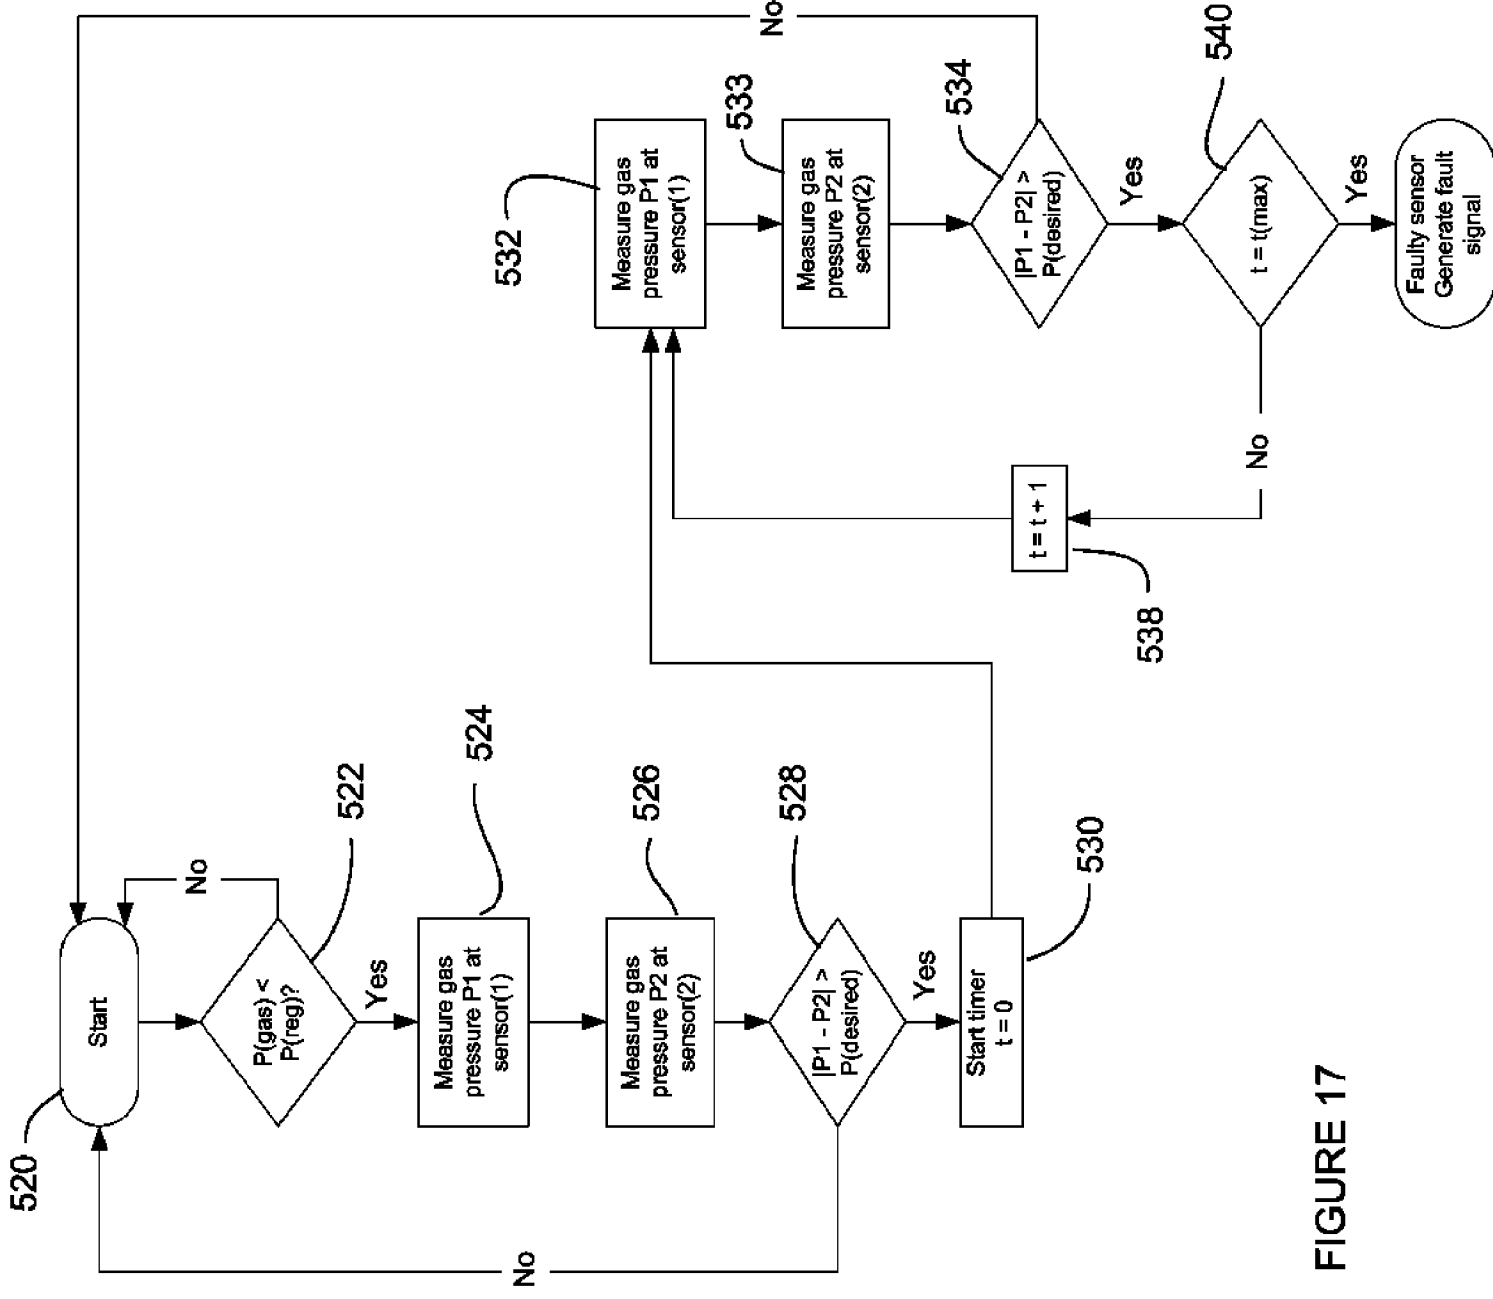 520
Start
P(gas) <
P(reg)?
522
No
Yes
Measure gas
pressure P1 at
sensor(1)
524
Measure gas
pressure P2 at
sensor(2)
526
|P1 - P2| >
P(desired)
528
No
Yes
Start timer
t = 0
530
532
Measure gas
pressure P1 at
sensor(1)
533
Measure gas
pressure P2 at
sensor(2)
534
|P1 - P2| >
P(desired)
No
Yes
540
t = t(max)
No
t = t + 1
538
Yes
Faulty sensor
Generate fault
signal
FIGURE 17